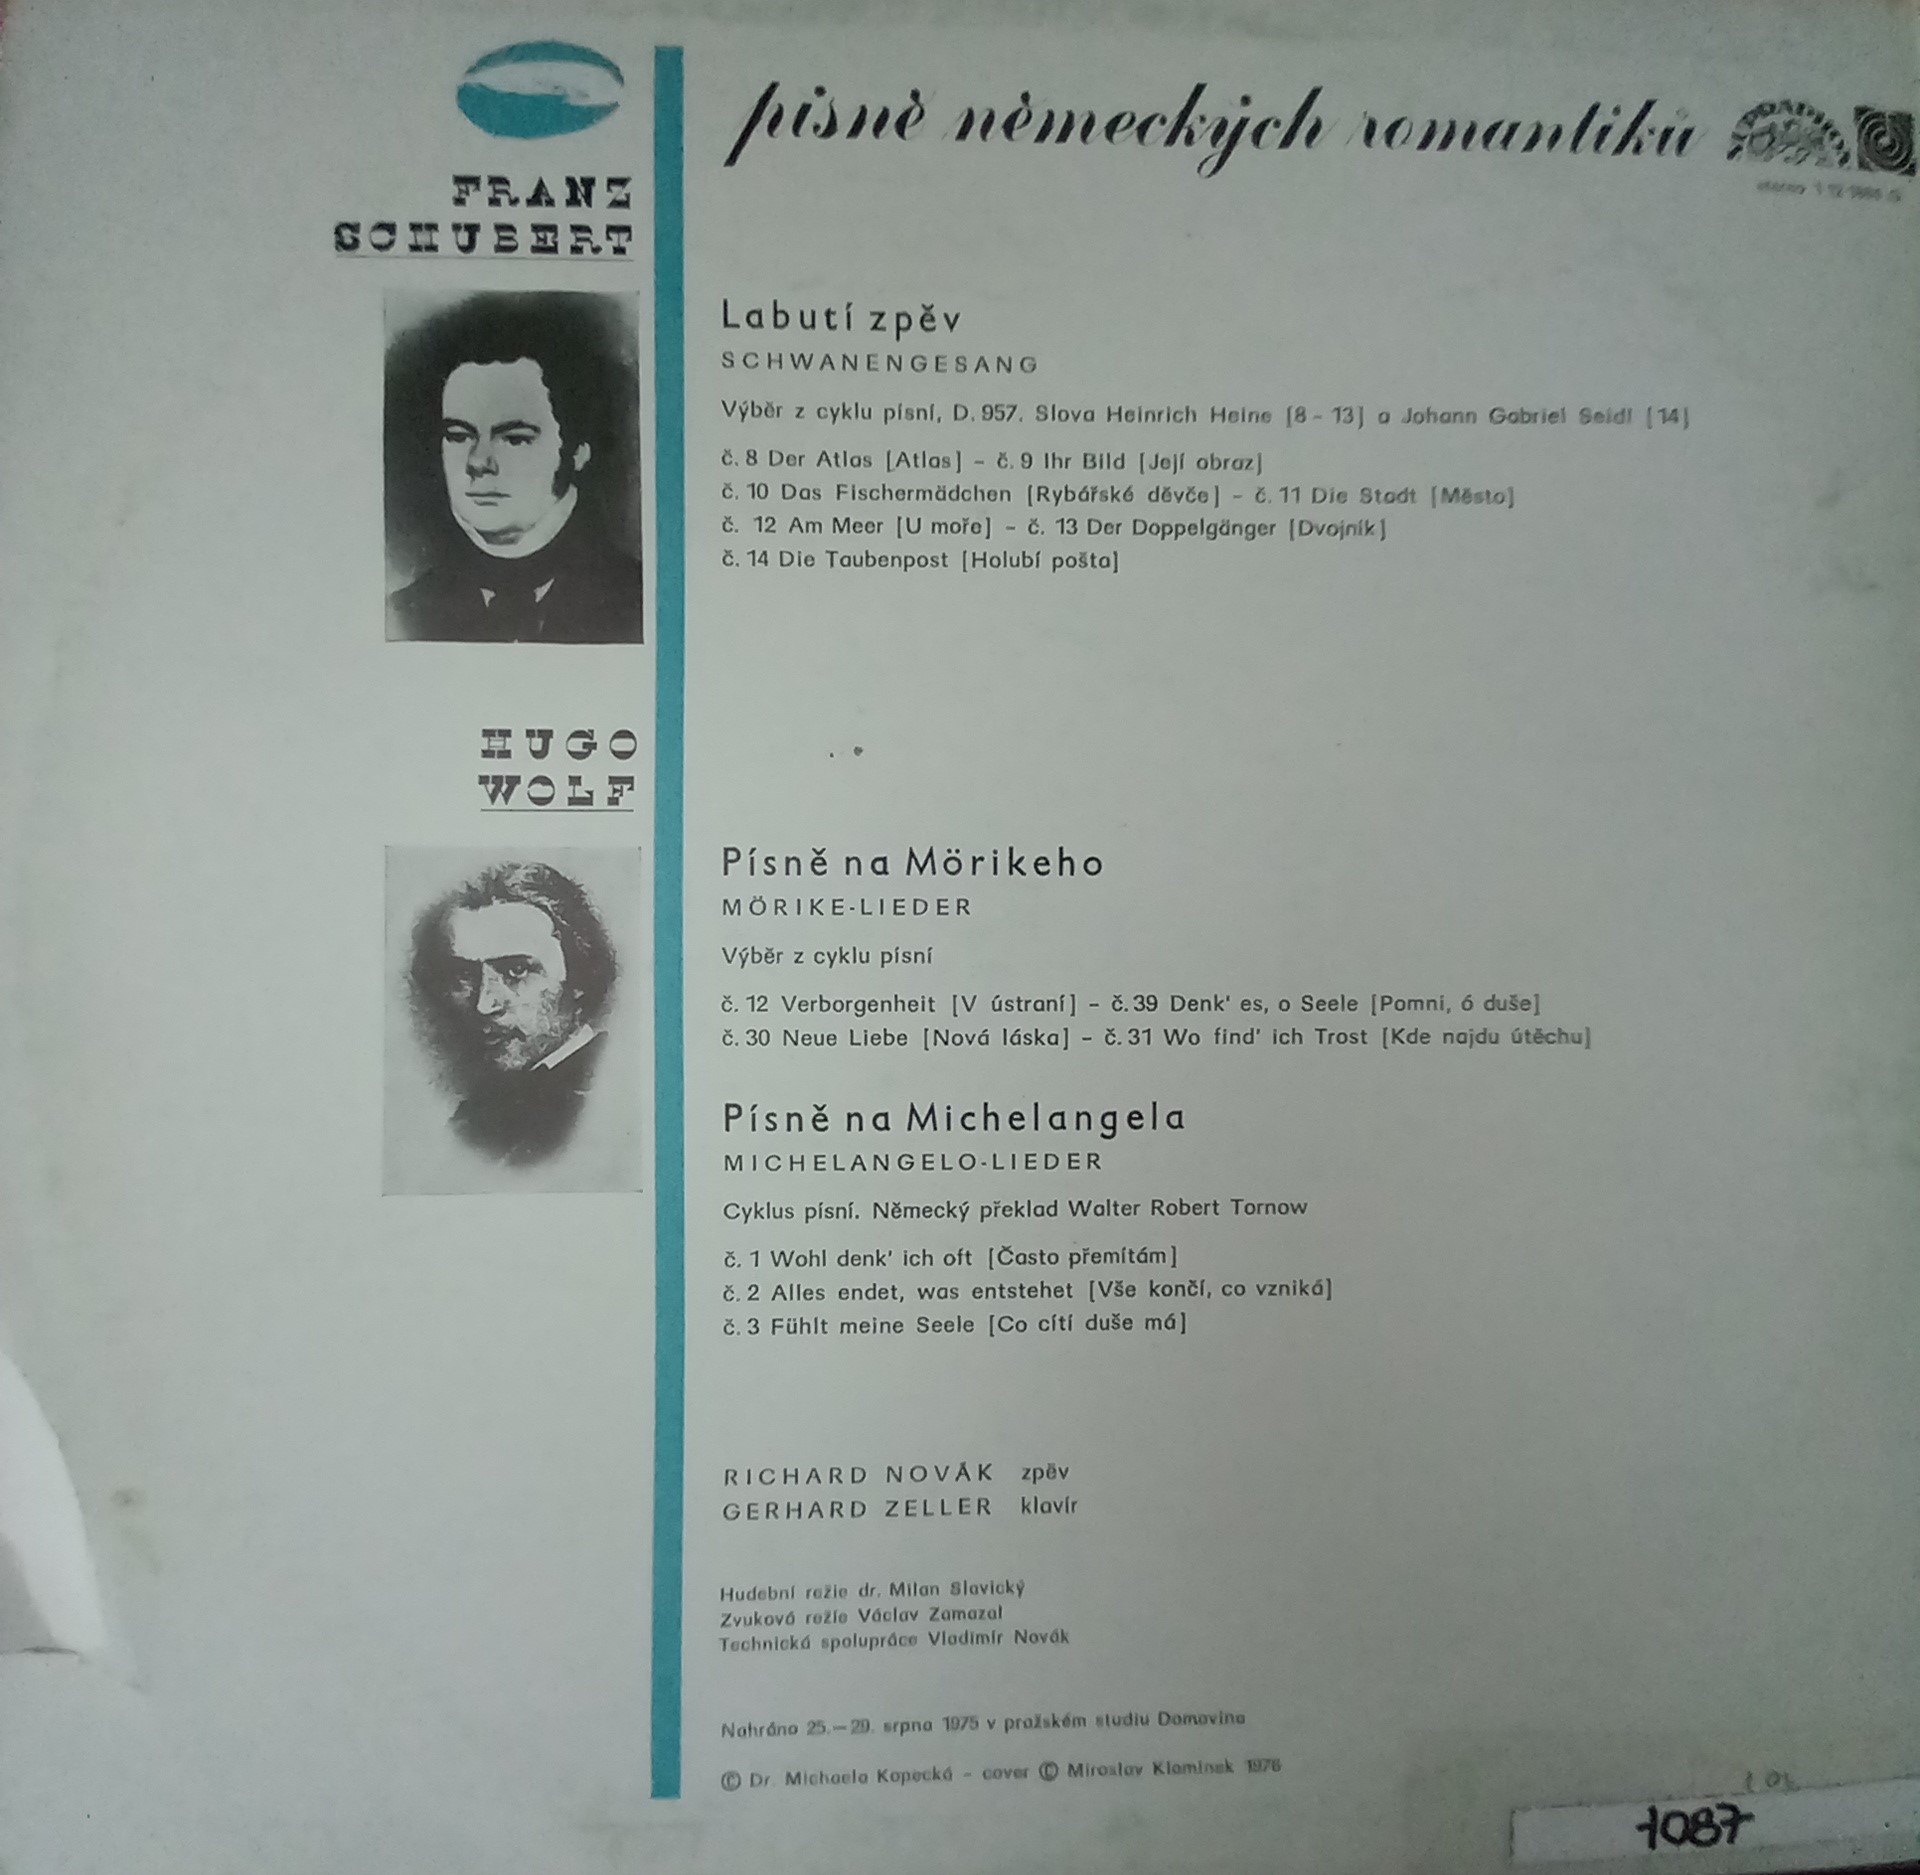 písně německých romantiků
FRANZ
SCHUBERT
Labutí zpěv
SCHWANENGESANG
Výběr z cyklu písní, D. 957. Slova Heinrich Heine [8 – 13] a Johann Gabriel Seidl [14]
č. 8 Der Atlas [Atlas] – č. 9 Ihr Bild [Její obraz]
č. 10 Das Fischermädchen [Rybářské děvče] – č. 11 Die Stadt [Město]
č. 12 Am Meer [U moře] – č. 13 Der Doppelgänger [Dvojník]
č. 14 Die Taubenpost [Holubí pošta]
HUGO
WOLF
Písně na Mörikeho
MÖRIKE-LIEDER
Výběr z cyklu písní
č. 12 Verborgenheit [V ústraní] – č. 39 Denk' es, o Seele [Pomni, ó duše]
č. 30 Neue Liebe [Nová láska] – č. 31 Wo find' ich Trost [Kde najdu útěchu]
Písně na Michelangela
MICHELANGELO-LIEDER
Cyklus písní. Německý překlad Walter Robert Tornow
č. 1 Wohl denk' ich oft [Často přemítám]
č. 2 Alles endet, was entstehet [Vše končí, co vzniká]
č. 3 Fühlt meine Seele [Co cítí duše má]
RICHARD NOVÁK zpěv
GERHARD ZELLER klavír
Hudební režie dr. Milan Slavický
Zvuková režie Václav Zamazal
Technická spolupráce Vladimír Novák
Nahráno 25.–29. srpna 1975 v pražském studiu Domovina
© Dr. Michaela Kopecká – cover © Miroslav Klomínek 1976
1087